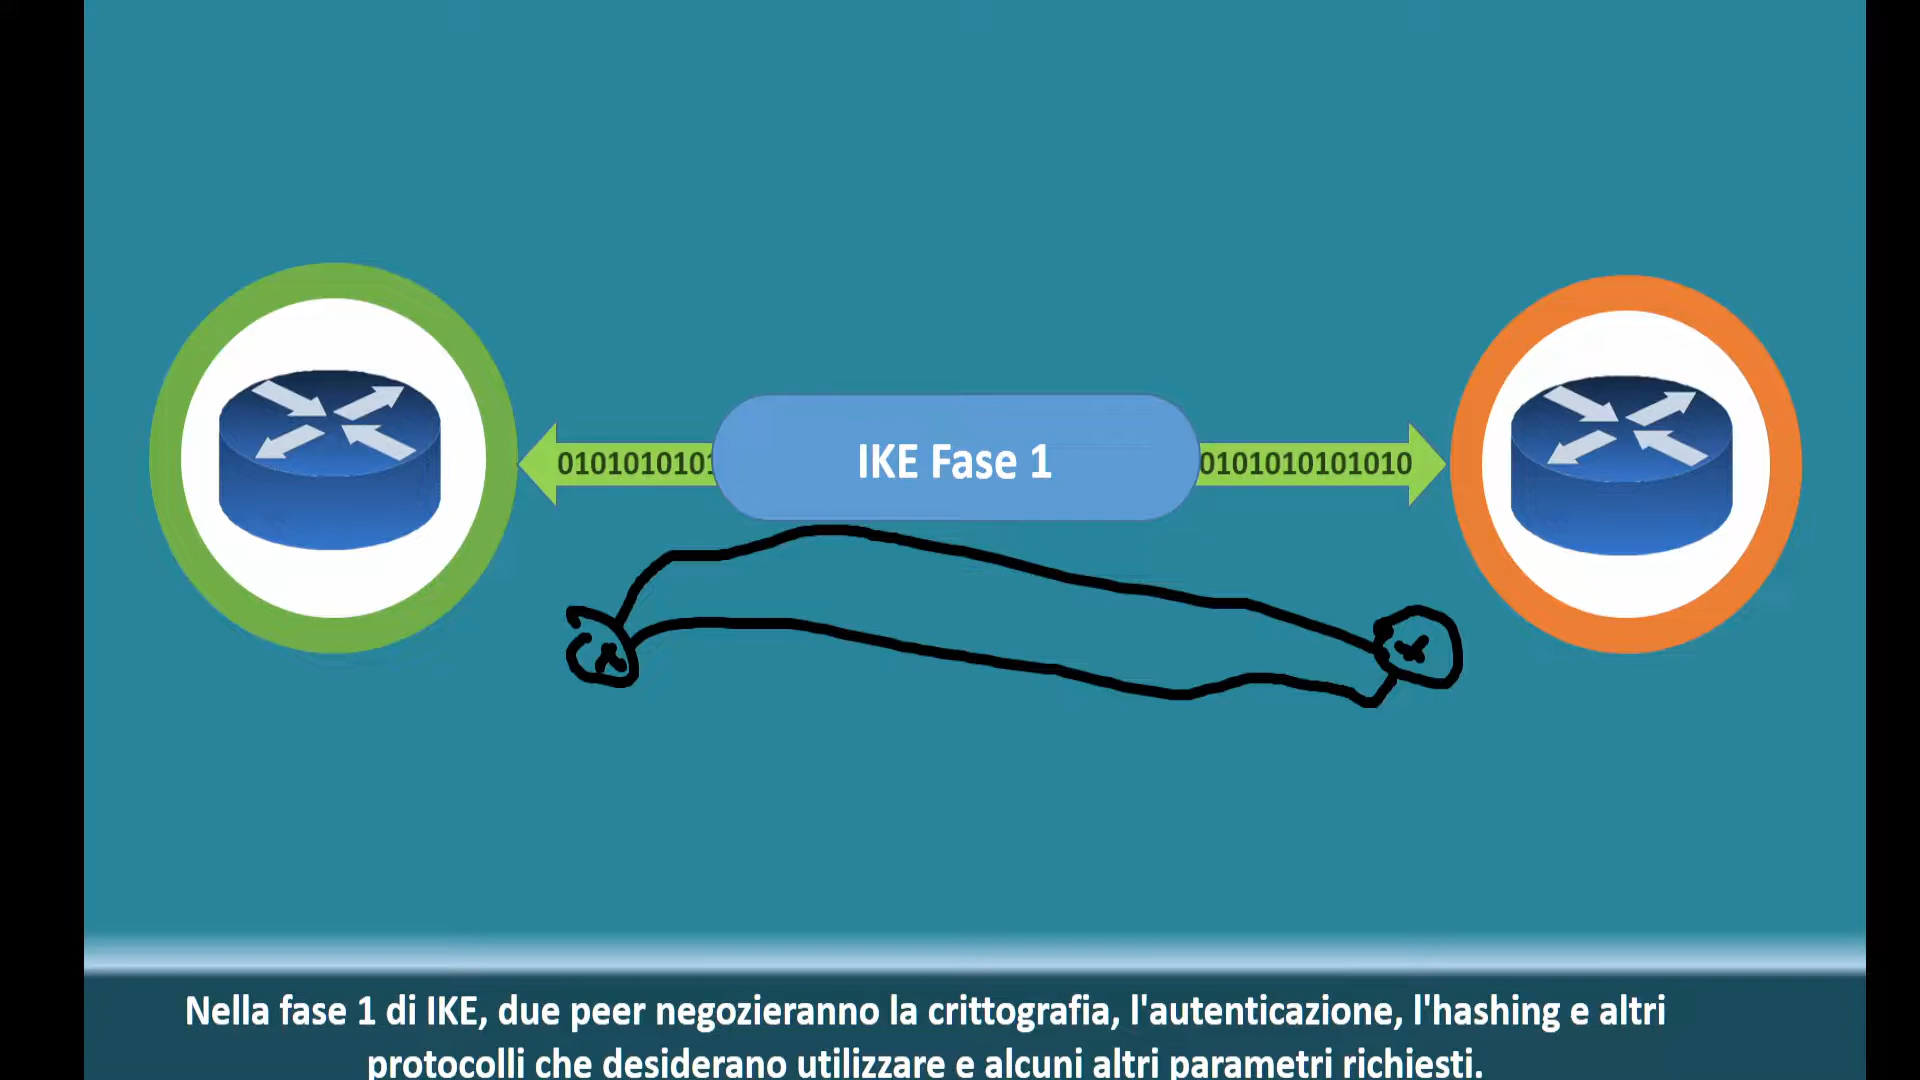 0101010101
IKE Fase 1
0101010101010
Nella fase 1 di IKE, due peer negozieranno la crittografia, l'autenticazione, l'hashing e altri
protocolli che desiderano utilizzare e alcuni altri parametri richiesti.